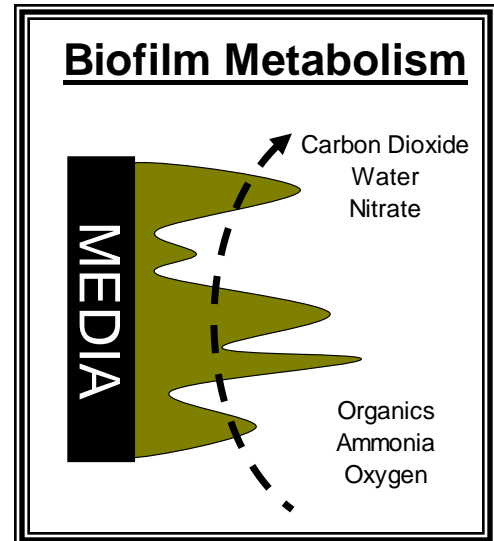 Biofilm Metabolism
Carbon Dioxide
Water
Nitrate
MEDIA
Organics
Ammonia
Oxygen